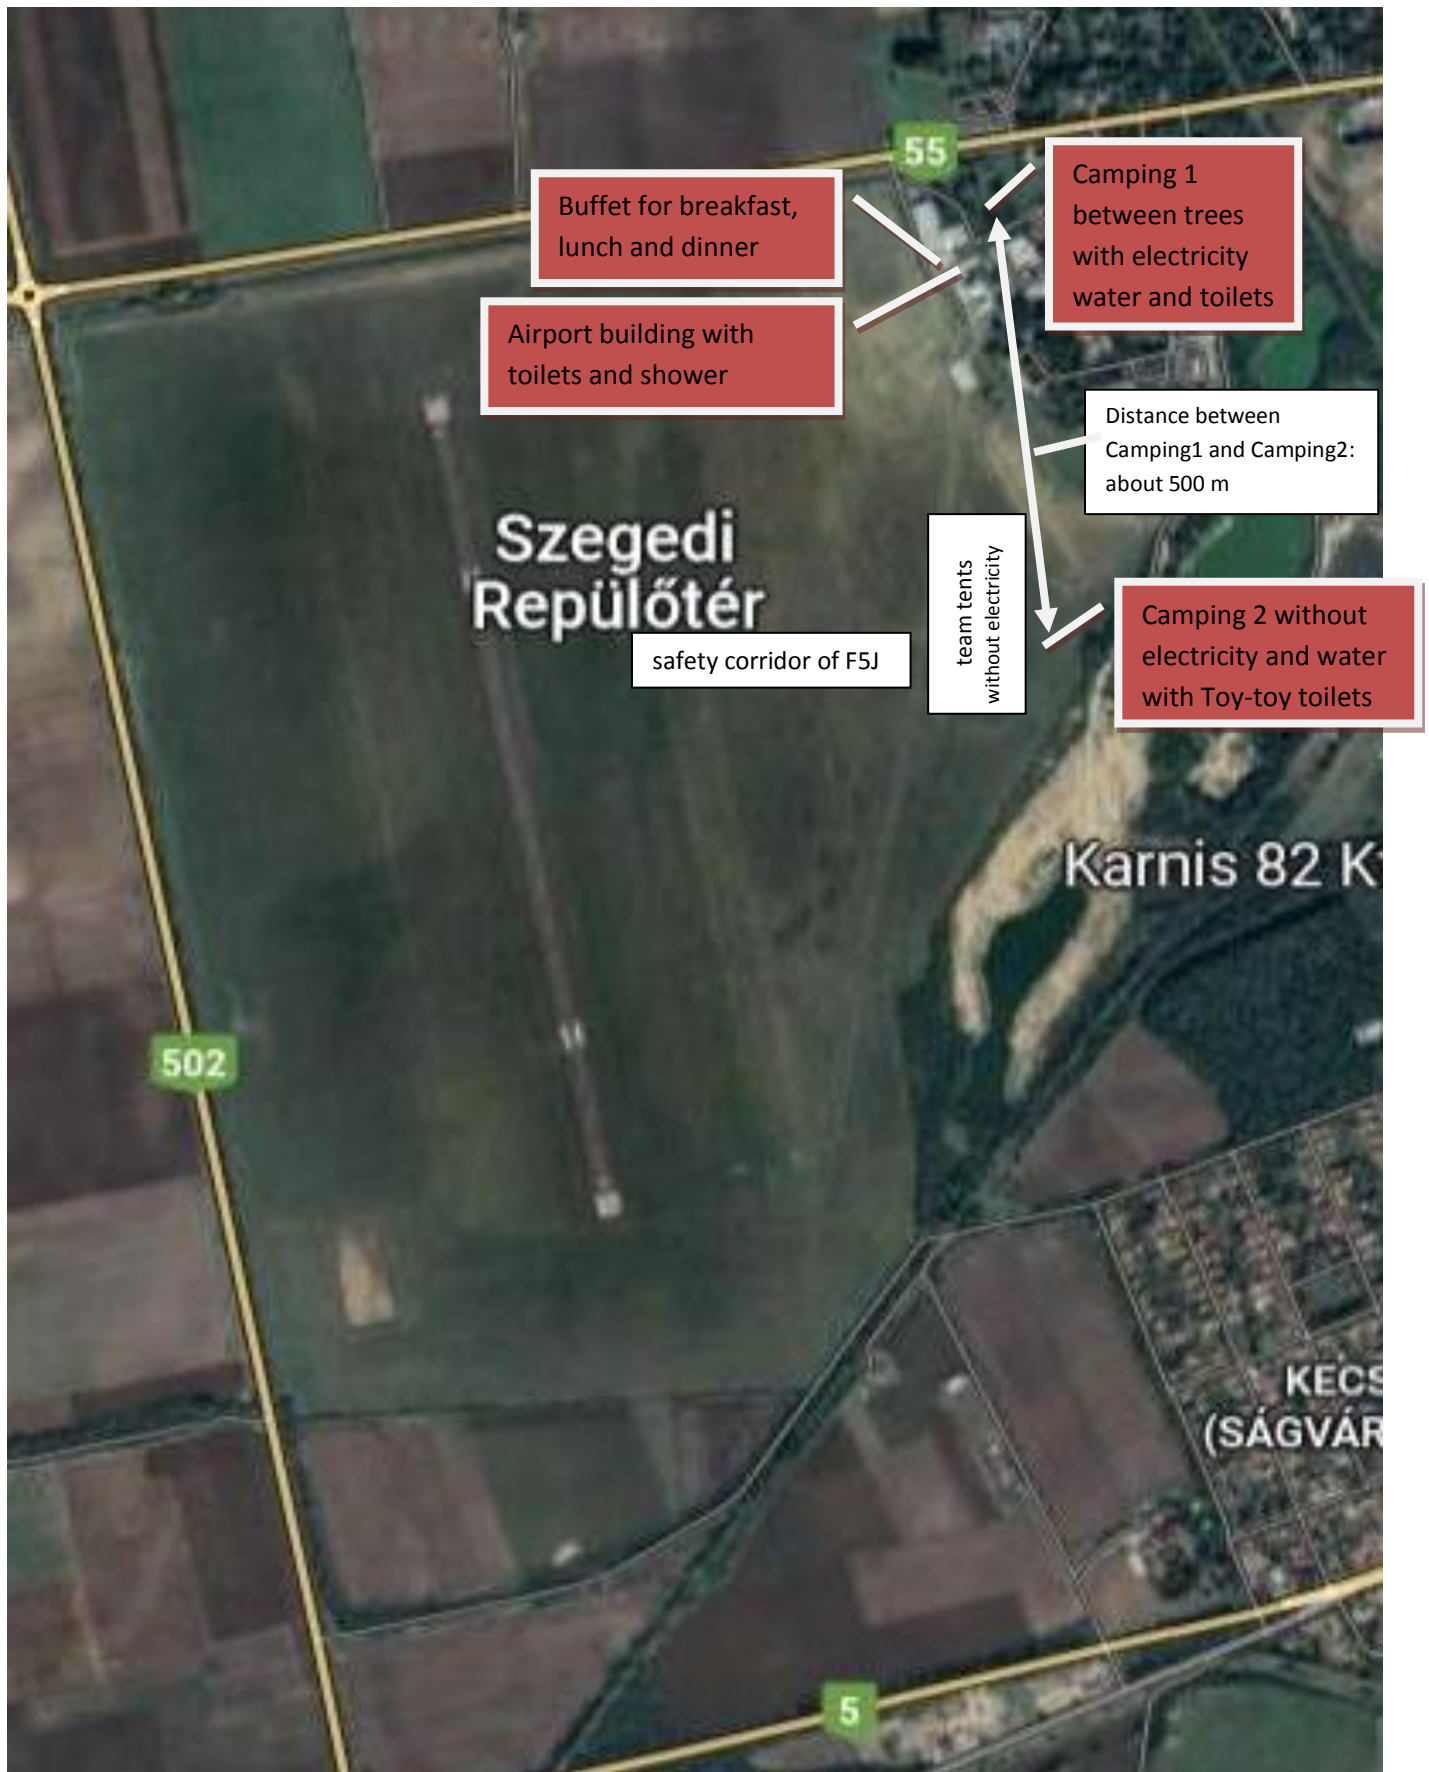 55
Camping 1
between trees
with electricity
water and toilets
Buffet for breakfast,
lunch and dinner
Airport building with
toilets and shower
Distance between
Camping1 and Camping2:
about 500 m
Szegedi
Repülőtér
team tents
without electricity
safety corridor of F5J
Camping 2 without
electricity and water
with Toy-toy toilets
Karnis 82 K
502
KECS
(SÁGVÁR
5